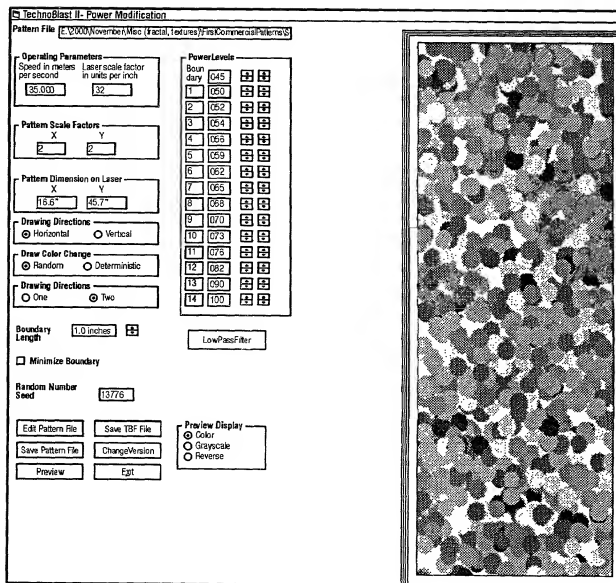 TechnoBlast II- Power Modification
Pattern File E:\2000\November\Misc (fractal, textures)\FirstCommercialPatterns\S
Operating Parameters
Speed in meters per second
Laser scale factor in units per inch
35.000 32
Pattern Scale Factors
X Y
2 2
Pattern Dimension on Laser
X Y
16.6" 45.7"
Drawing Directions
Horizontal Vertical
Draw Color Change
Random Deterministic
Drawing Directions
One Two
Boundary Length 1.0 inches
Minimize Boundary
Random Number Seed 13776
Edit Pattern File Save TBF File
Save Pattern File ChangeVersion
Preview Exit
PowerLevels
Boun
dary 045
1 050
2 052
3 054
4 056
5 059
6 062
7 065
8 068
9 070
10 073
11 076
12 082
13 090
14 100
LowPassFilter
Preview Display
Color
Grayscale
Reverse